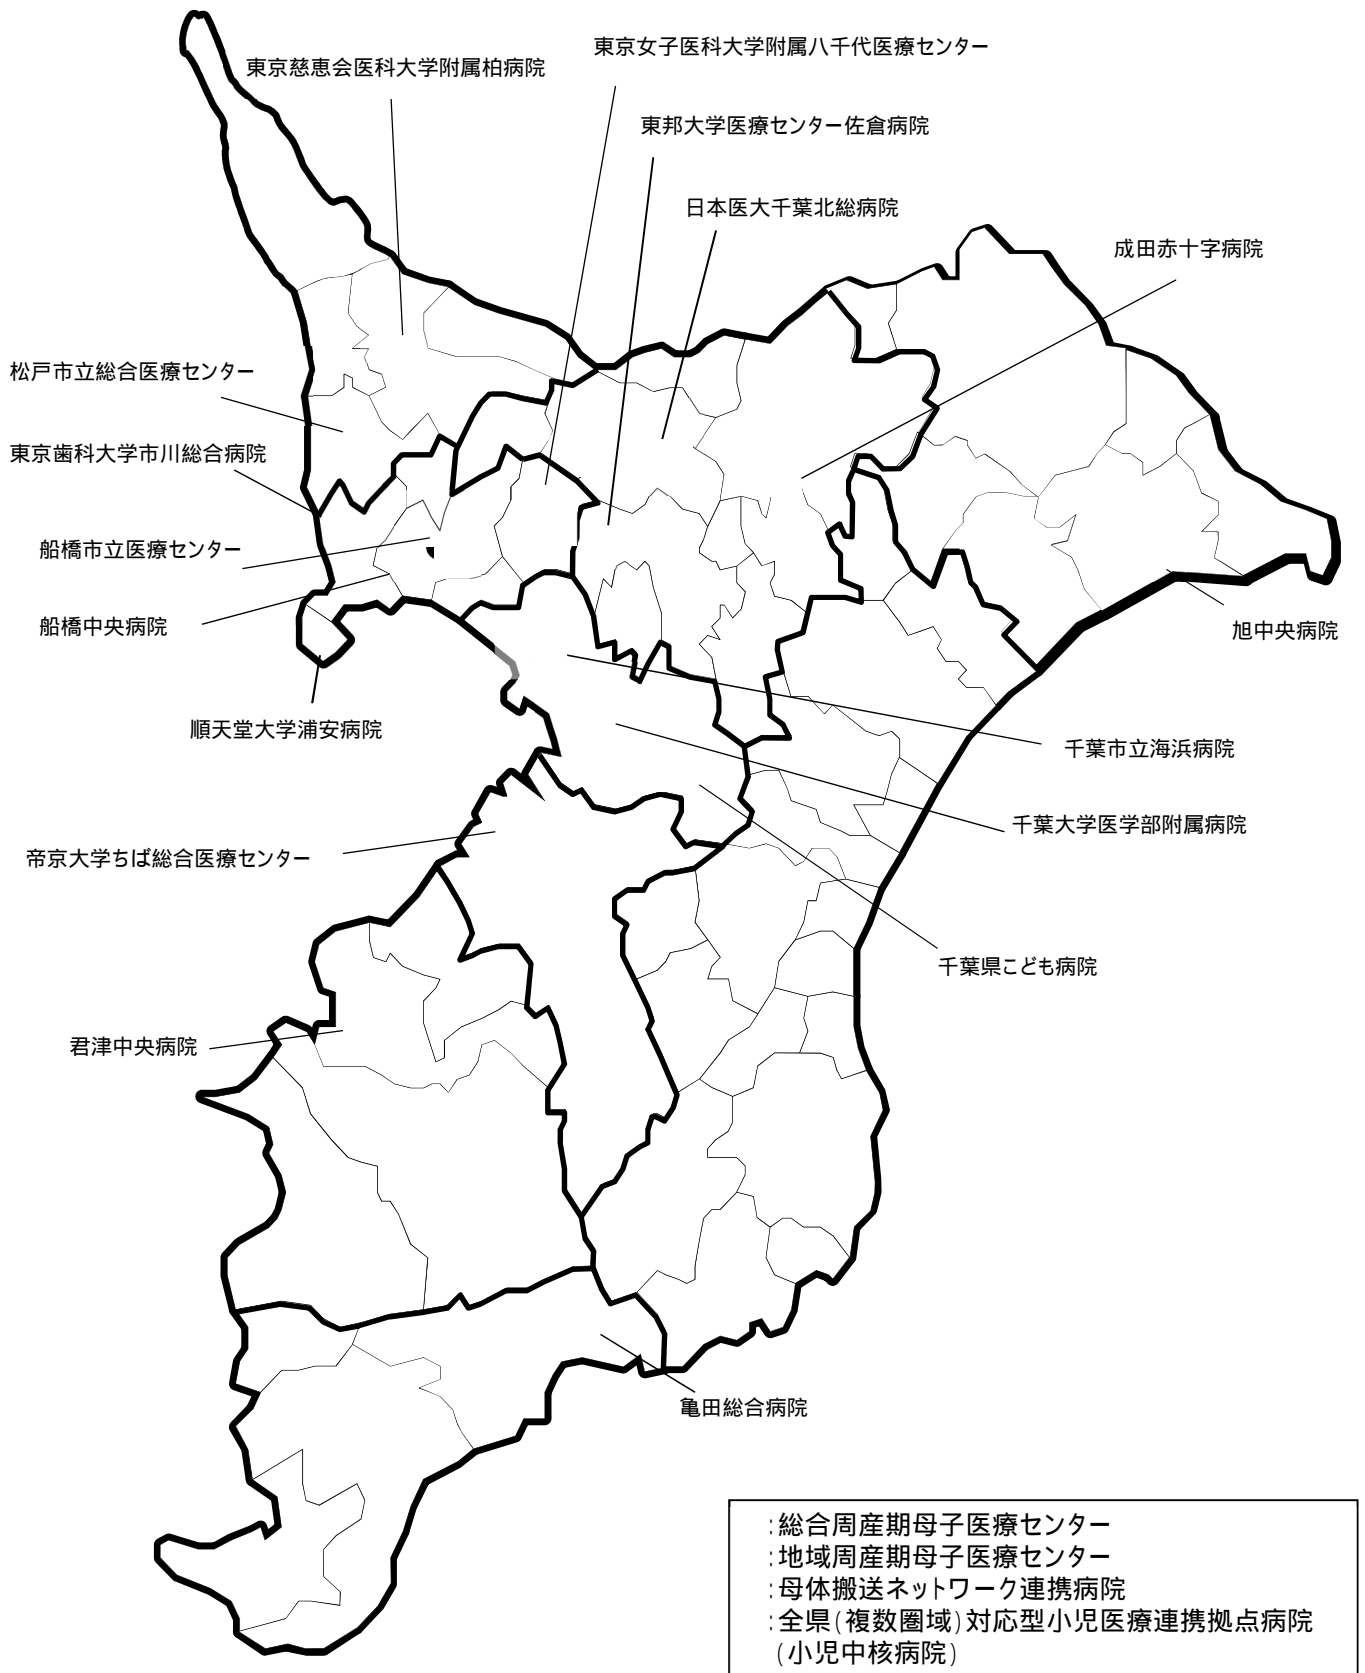 東京女子医科大学附属八千代医療センター
東京慈恵会医科大学附属柏病院
東邦大学医療センター佐倉病院
日本医大千葉北総病院
成田赤十字病院
松戸市立総合医療センター
東京歯科大学市川総合病院
船橋市立医療センター
船橋中央病院
旭中央病院
順天堂大学浦安病院
千葉市立海浜病院
千葉大学医学部附属病院
帝京大学ちば総合医療センター
千葉県こども病院
君津中央病院
亀田総合病院
:総合周産期母子医療センター
:地域周産期母子医療センター
:母体搬送ネットワーク連携病院
:全県(複数圏域)対応型小児医療連携拠点病院
(小児中核病院)